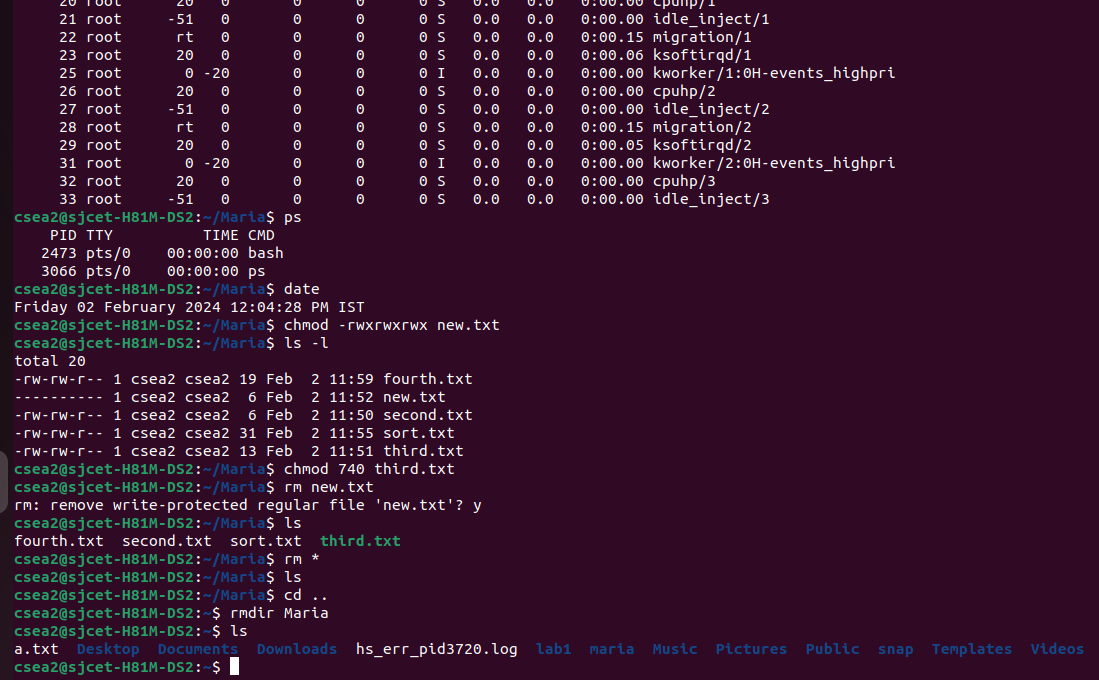 20 root 20 0 0 0 0 S 0.0 0.0 0:00.00 cpuhp/1
21 root -51 0 0 0 0 S 0.0 0.0 0:00.00 idle_inject/1
22 root rt 0 0 0 0 S 0.0 0.0 0:00.15 migration/1
23 root 20 0 0 0 0 S 0.0 0.0 0:00.06 ksoftirqd/1
25 root 0 -20 0 0 0 I 0.0 0.0 0:00.00 kworker/1:0H-events_highpri
26 root 20 0 0 0 0 S 0.0 0.0 0:00.00 cpuhp/2
27 root -51 0 0 0 0 S 0.0 0.0 0:00.00 idle_inject/2
28 root rt 0 0 0 0 S 0.0 0.0 0:00.15 migration/2
29 root 20 0 0 0 0 S 0.0 0.0 0:00.05 ksoftirqd/2
31 root 0 -20 0 0 0 I 0.0 0.0 0:00.00 kworker/2:0H-events_highpri
32 root 20 0 0 0 0 S 0.0 0.0 0:00.00 cpuhp/3
33 root -51 0 0 0 0 S 0.0 0.0 0:00.00 idle_inject/3
csea2@sjcet-H81M-DS2:~/Maria$ ps
PID TTY TIME CMD
2473 pts/0 00:00:00 bash
3066 pts/0 00:00:00 ps
csea2@sjcet-H81M-DS2:~/Maria$ date
Friday 02 February 2024 12:04:28 PM IST
csea2@sjcet-H81M-DS2:~/Maria$ chmod -rwxrwxrwx new.txt
csea2@sjcet-H81M-DS2:~/Maria$ ls -l
total 20
-rw-rw-r-- 1 csea2 csea2 19 Feb 2 11:59 fourth.txt
---------- 1 csea2 csea2 6 Feb 2 11:52 new.txt
-rw-rw-r-- 1 csea2 csea2 6 Feb 2 11:50 second.txt
-rw-rw-r-- 1 csea2 csea2 31 Feb 2 11:55 sort.txt
-rw-rw-r-- 1 csea2 csea2 13 Feb 2 11:51 third.txt
csea2@sjcet-H81M-DS2:~/Maria$ chmod 740 third.txt
csea2@sjcet-H81M-DS2:~/Maria$ rm new.txt
rm: remove write-protected regular file 'new.txt'? y
csea2@sjcet-H81M-DS2:~/Maria$ ls
fourth.txt second.txt sort.txt third.txt
csea2@sjcet-H81M-DS2:~/Maria$ rm *
csea2@sjcet-H81M-DS2:~/Maria$ ls
csea2@sjcet-H81M-DS2:~/Maria$ cd ..
csea2@sjcet-H81M-DS2:~$ rmdir Maria
csea2@sjcet-H81M-DS2:~$ ls
a.txt Desktop Documents Downloads hs_err_pid3720.log lab1 maria Music Pictures Public snap Templates Videos
csea2@sjcet-H81M-DS2:~$